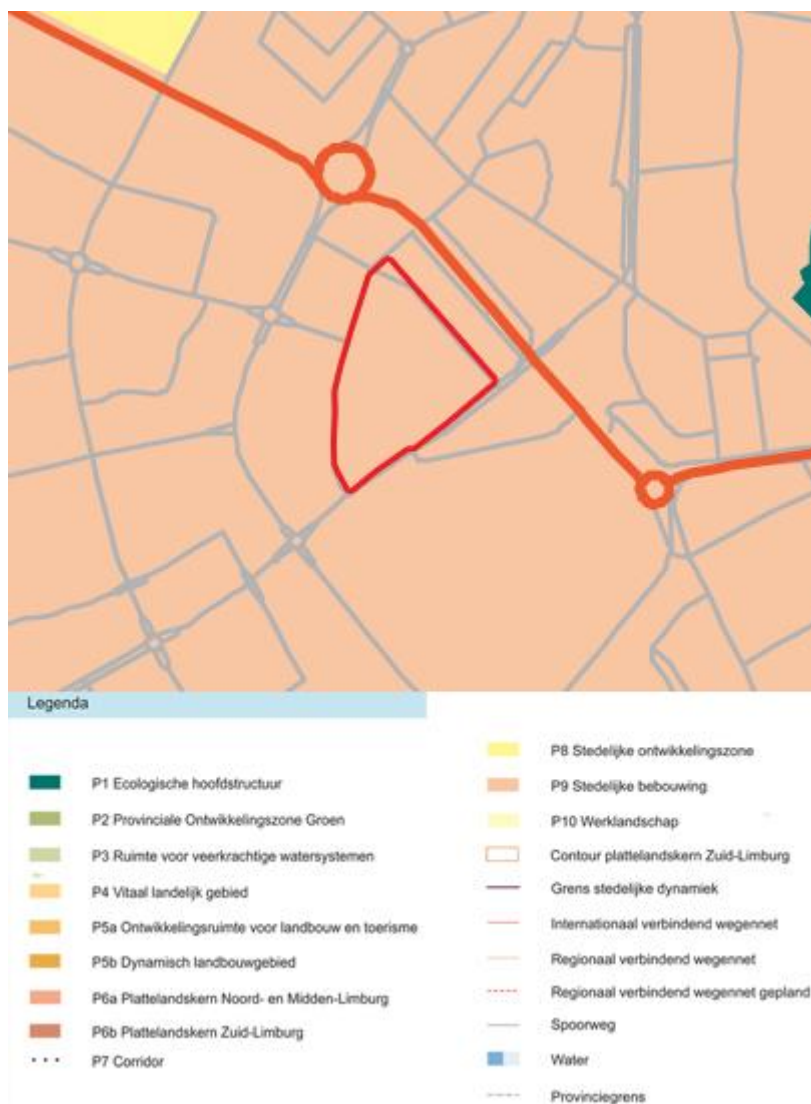 Legenda
P1 Ecologische hoofdstructuur
P2 Provinciale Ontwikkelingszone Groen
P3 Ruimte voor veerkrachtige watersystemen
P4 Vitaal landelijk gebied
P5a Ontwikkelingsruimte voor landbouw en toerisme
P5b Dynamisch landbouwgebied
P6a Plattelandskern Noord- en Midden-Limburg
P6b Plattelandskern Zuid-Limburg
P7 Corridor
P8 Stedelijke ontwikkelingszone
P9 Stedelijke bebouwing
P10 Werklandschap
Contour plattelandskern Zuid-Limburg
Grens stedelijke dynamiek
Internationaal verbindend wegennet
Regionaal verbindend wegennet
Regionaal verbindend wegennet gepland
Spoorweg
Water
Provinciegrens